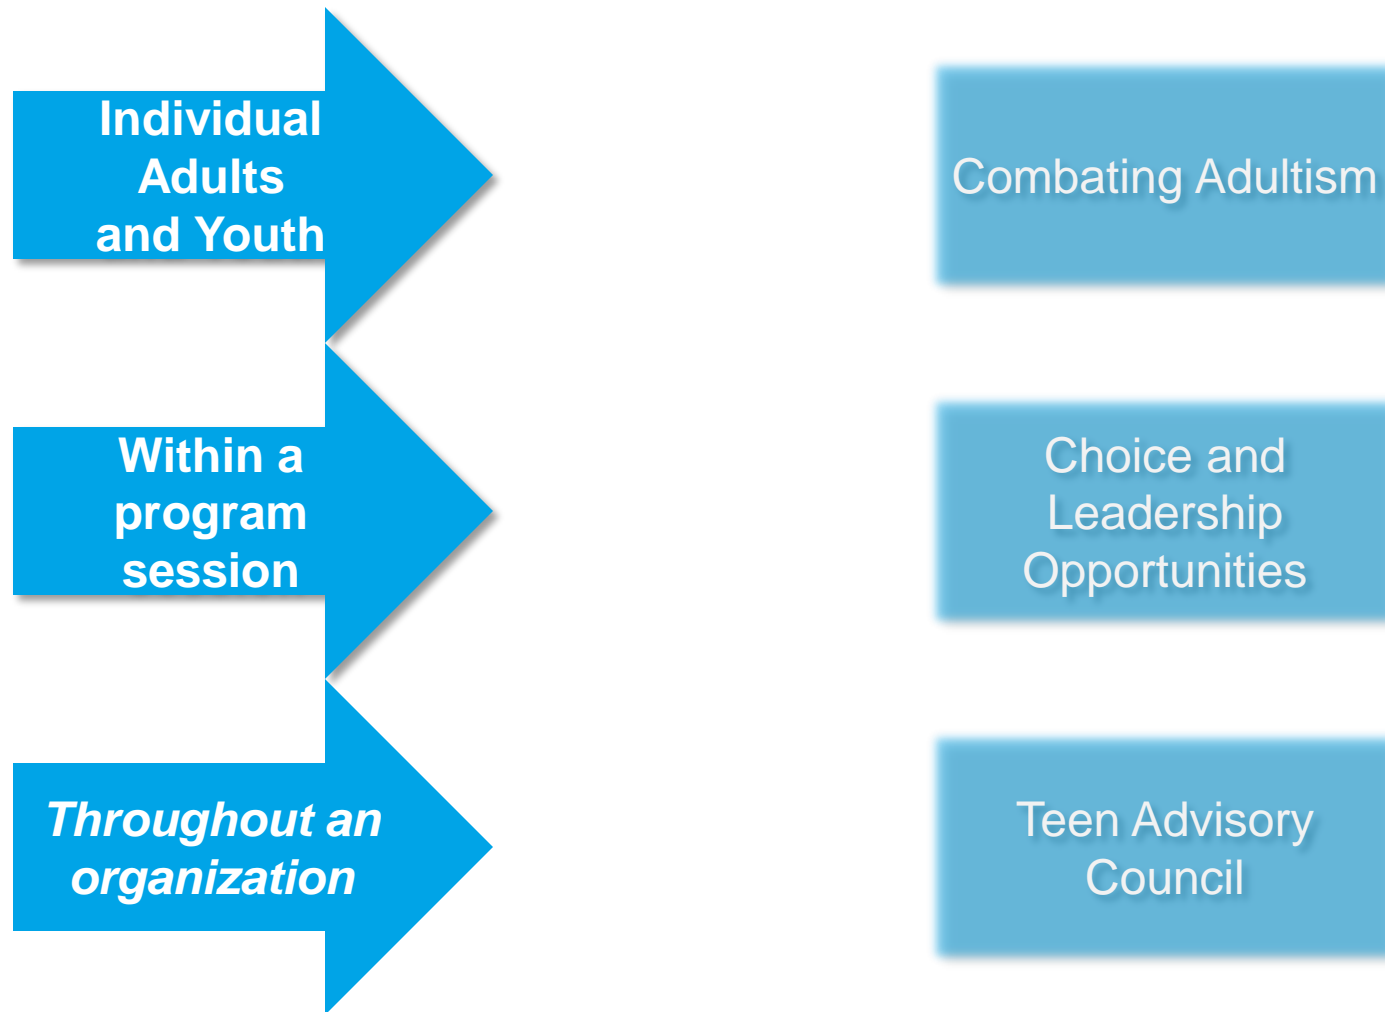 Individual
Adults
and Youth
Combating Adultism
Within a
program
session
Choice and
Leadership
Opportunities
Throughout an
organization
Teen Advisory
Council